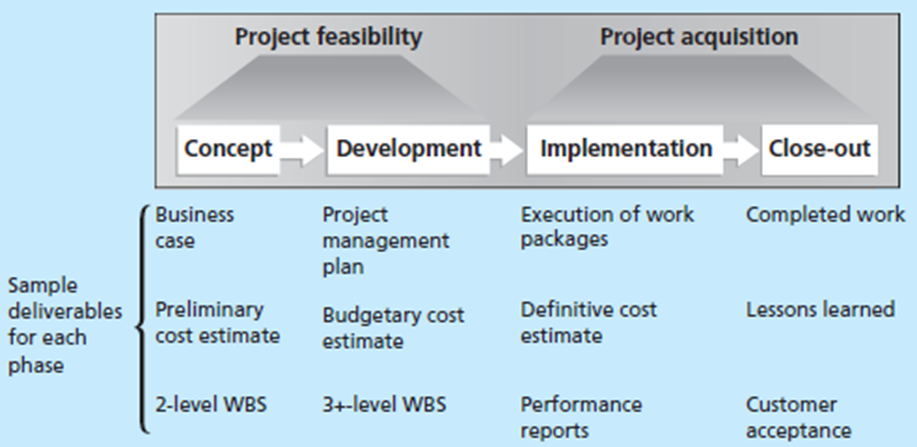 Project feasibility
Project acquisition
Concept
Development
Implementation
Close-out
Sample
deliverables
for each
phase
Business
case
Project
management
plan
Execution of work
packages
Completed work
Preliminary
cost estimate
Budgetary cost
estimate
Definitive cost
estimate
Lessons learned
2-level WBS
3+-level WBS
Performance
reports
Customer
acceptance